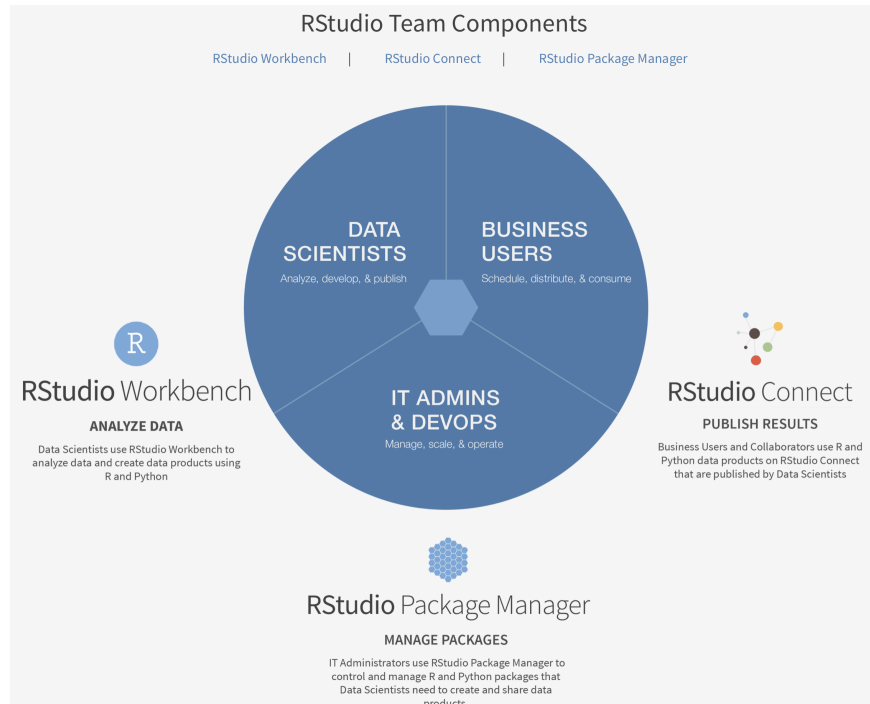 RStudio Team Components
RStudio Workbench | RStudio Connect | RStudio Package Manager
DATA
SCIENTISTS
Analyze, develop, & publish
BUSINESS
USERS
Schedule, distribute, & consume
IT ADMINS
& DEVOPS
Manage, scale, & operate
R
RStudio Workbench
ANALYZE DATA
Data Scientists use RStudio Workbench to
analyze data and create data products using
R and Python
RStudio Connect
PUBLISH RESULTS
Business Users and Collaborators use R and
Python data products on RStudio Connect
that are published by Data Scientists
RStudio Package Manager
MANAGE PACKAGES
IT Administrators use RStudio Package Manager to
control and manage R and Python packages that
Data Scientists need to create and share data
products